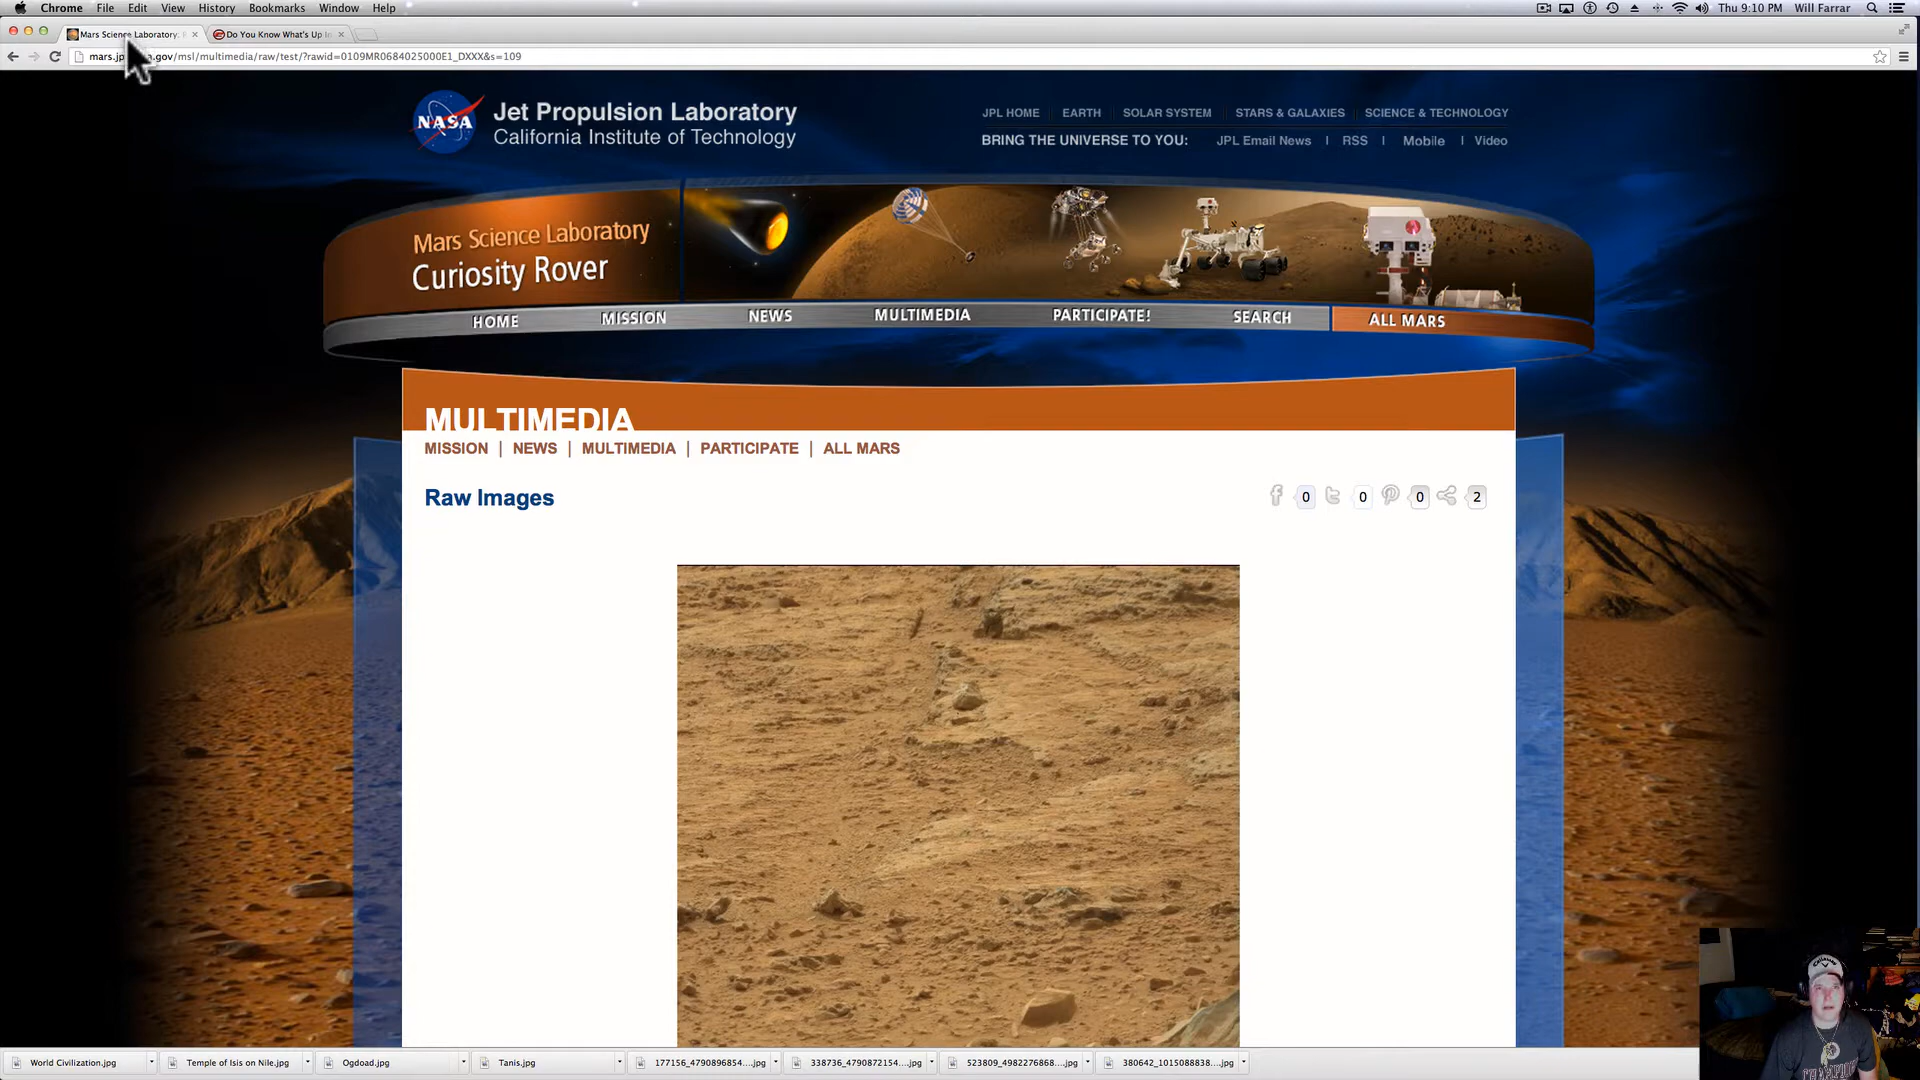 Chrome File Edit View History Bookmarks Window Help Thu 9:10 PM Will Farrar
Mars Science Laboratory: Do You Know What's Up In
gov/msl/multimedia/raw/test/?rawid=0109MR0684025000E1_DXXX&s=109
NASA
Jet Propulsion Laboratory
California Institute of Technology
JPL HOME EARTH SOLAR SYSTEM STARS & GALAXIES SCIENCE & TECHNOLOGY
BRING THE UNIVERSE TO YOU: JPL Email News | RSS | Mobile | Video
Mars Science Laboratory
Curiosity Rover
HOME MISSION NEWS MULTIMEDIA PARTICIPATE! SEARCH ALL MARS
MULTIMEDIA
MISSION | NEWS | MULTIMEDIA | PARTICIPATE | ALL MARS
Raw Images
0 0 0 2
World Civilization.jpg Temple of Isis on Nile.jpg Ogdoad.jpg Tanis.jpg 177156_4790896854....jpg 338736_4790872154....jpg 523809_4982276868....jpg 380642_1015088838....jpg